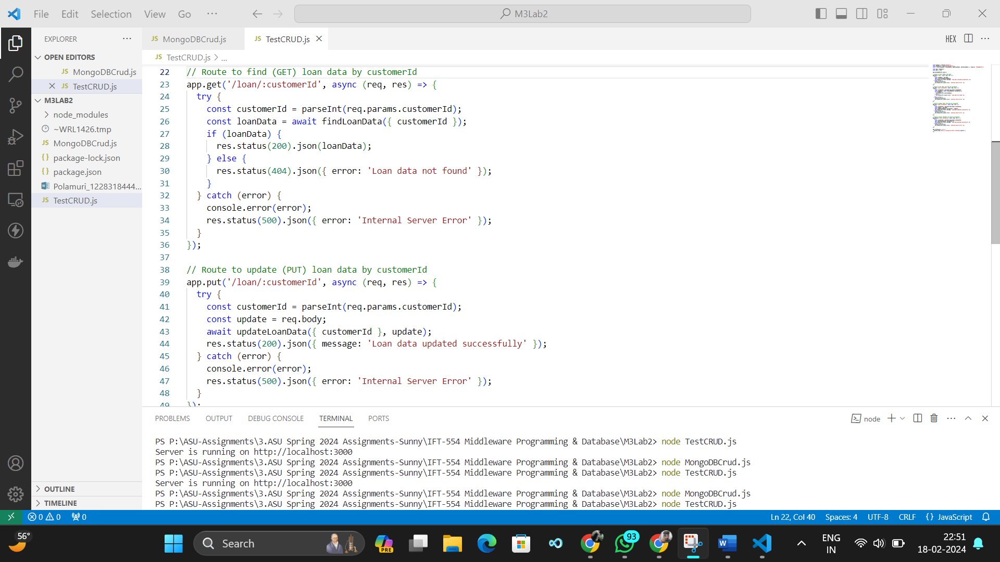 File Edit Selection View Go ··· M3Lab2
EXPLORER ···
OPEN EDITORS
JS MongoDBCrud.js
JS TestCRUD.js
M3LAB2
node_modules
~WRL1426.tmp
JS MongoDBCrud.js
{} package-lock.json
{} package.json
Polamuri_1228318444...
JS TestCRUD.js
OUTLINE
TIMELINE
JS MongoDBCrud.js JS TestCRUD.js HEX ···
JS TestCRUD.js > ...
22 // Route to find (GET) loan data by customerId
23 app.get('/loan/:customerId', async (req, res) => {
24 try {
25 const customerId = parseInt(req.params.customerId);
26 const loanData = await findLoanData({ customerId });
27 if (loanData) {
28 res.status(200).json(loanData);
29 } else {
30 res.status(404).json({ error: 'Loan data not found' });
31 }
32 } catch (error) {
33 console.error(error);
34 res.status(500).json({ error: 'Internal Server Error' });
35 }
36 });
37
38 // Route to update (PUT) loan data by customerId
39 app.put('/loan/:customerId', async (req, res) => {
40 try {
41 const customerId = parseInt(req.params.customerId);
42 const update = req.body;
43 await updateLoanData({ customerId }, update);
44 res.status(200).json({ message: 'Loan data updated successfully' });
45 } catch (error) {
46 console.error(error);
47 res.status(500).json({ error: 'Internal Server Error' });
48 }
49 });
PROBLEMS OUTPUT DEBUG CONSOLE TERMINAL PORTS node ···
PS P:\ASU-Assignments\3.ASU Spring 2024 Assignments-Sunny\IFT-554 Middleware Programming & Database\M3Lab2> node TestCRUD.js
Server is running on http://localhost:3000
PS P:\ASU-Assignments\3.ASU Spring 2024 Assignments-Sunny\IFT-554 Middleware Programming & Database\M3Lab2> node MongoDBCrud.js
PS P:\ASU-Assignments\3.ASU Spring 2024 Assignments-Sunny\IFT-554 Middleware Programming & Database\M3Lab2> node TestCRUD.js
Server is running on http://localhost:3000
PS P:\ASU-Assignments\3.ASU Spring 2024 Assignments-Sunny\IFT-554 Middleware Programming & Database\M3Lab2> node MongoDBCrud.js
PS P:\ASU-Assignments\3.ASU Spring 2024 Assignments-Sunny\IFT-554 Middleware Programming & Database\M3Lab2> node TestCRUD.js
0 0 0 Ln 22, Col 40 Spaces: 4 UTF-8 CRLF {} JavaScript
56° Search PRE 93 W ENG IN 22:51 18-02-2024